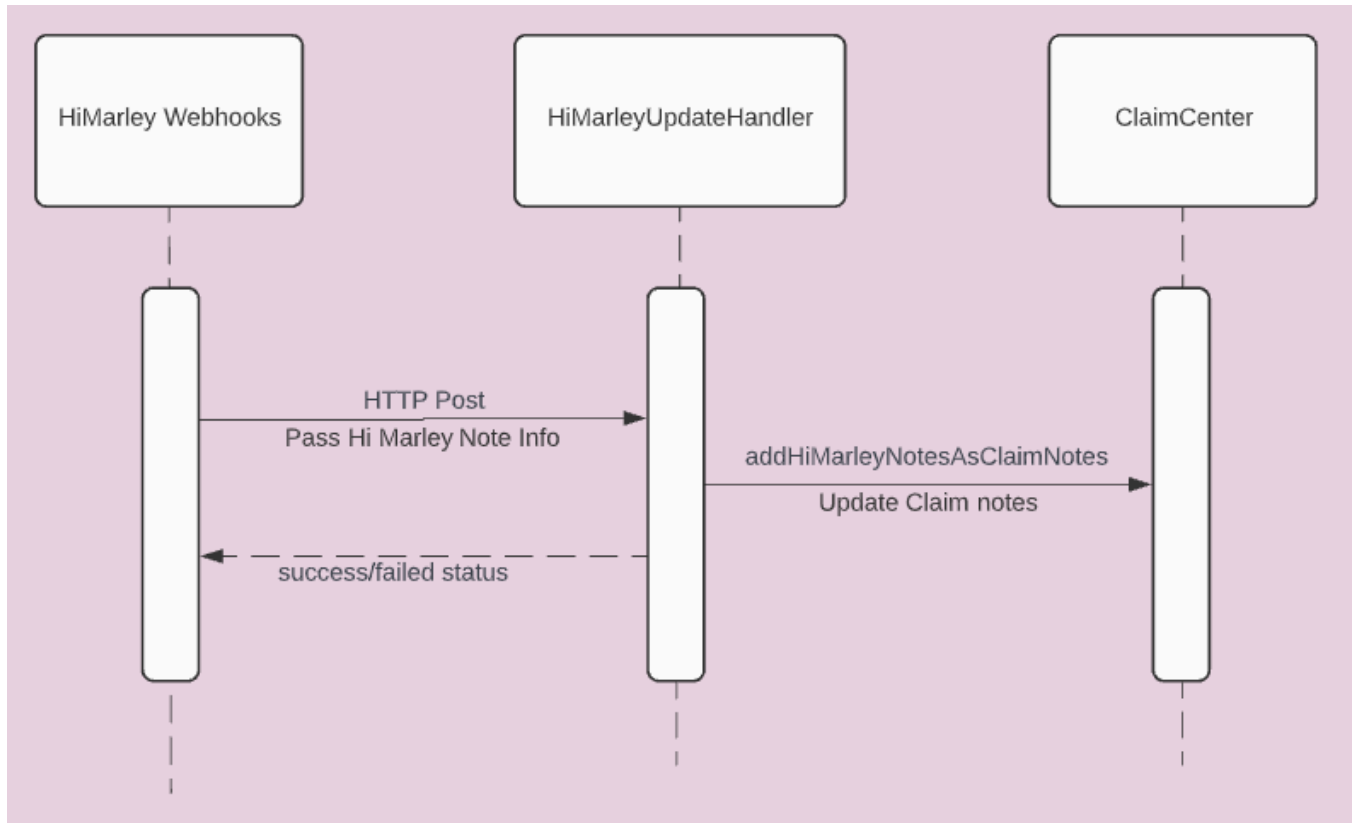 HiMarley Webhooks
HiMarleyUpdateHandler
ClaimCenter
HTTP Post
Pass Hi Marley Note Info
addHiMarleyNotesAsClaimNotes
Update Claim notes
success/failed status